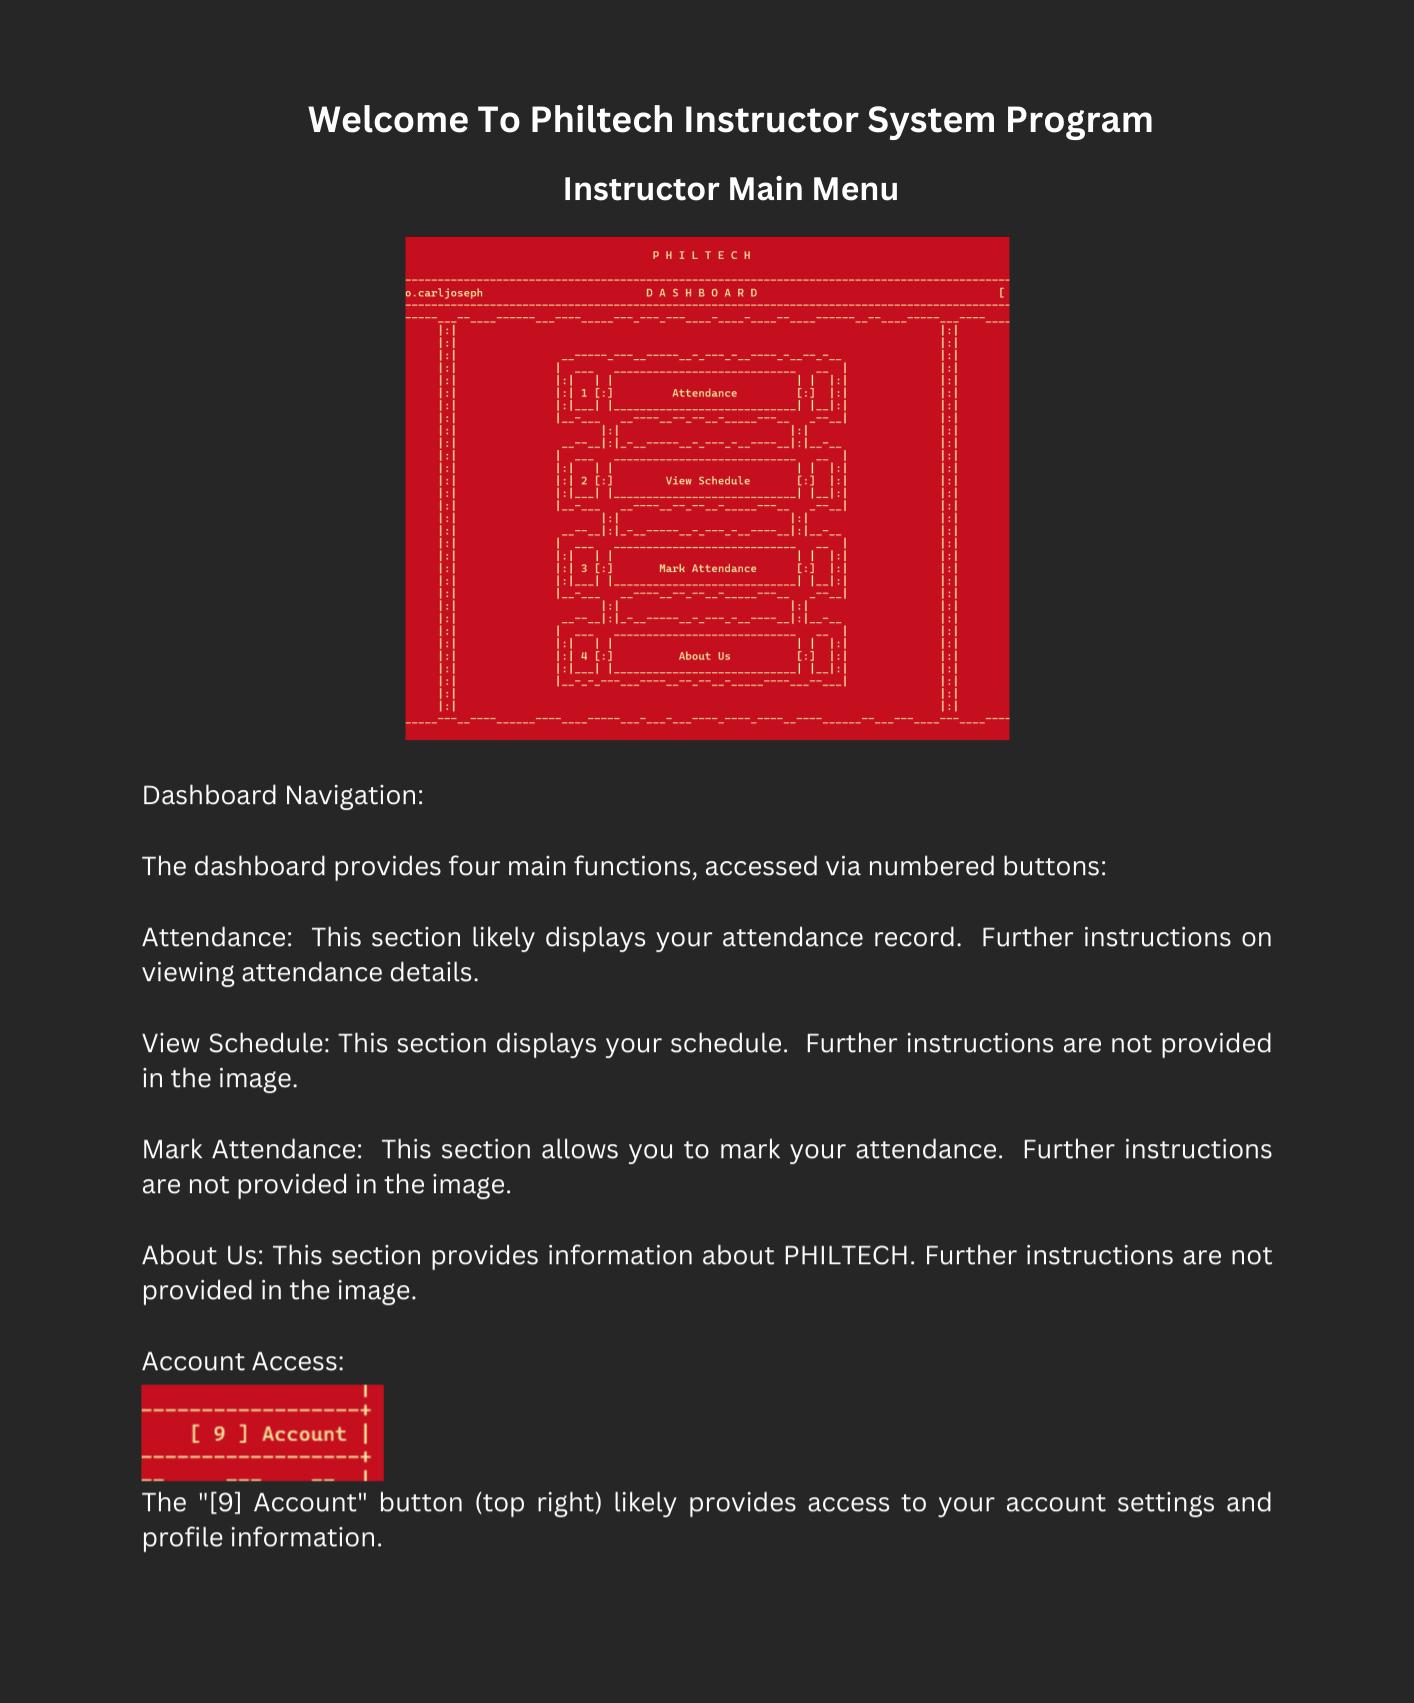 Welcome To Philtech Instructor System Program
Instructor Main Menu
P H I L T E C H
o.carljoseph D A S H B O A R D [
1 [:] Attendance [:]
2 [:] View Schedule [:]
3 [:] Mark Attendance [:]
4 [:] About Us [:]
Dashboard Navigation:
The dashboard provides four main functions, accessed via numbered buttons:
Attendance: This section likely displays your attendance record. Further instructions on
viewing attendance details.
View Schedule: This section displays your schedule. Further instructions are not provided
in the image.
Mark Attendance: This section allows you to mark your attendance. Further instructions
are not provided in the image.
About Us: This section provides information about PHILTECH. Further instructions are not
provided in the image.
Account Access:
[ 9 ] Account
The "[9] Account" button (top right) likely provides access to your account settings and
profile information.